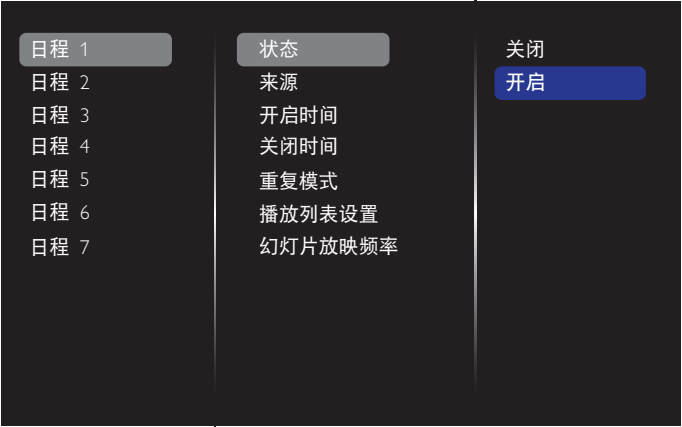 日程 1
日程 2
日程 3
日程 4
日程 5
日程 6
日程 7
状态
来源
开启时间
关闭时间
重复模式
播放列表设置
幻灯片放映频率
关闭
开启